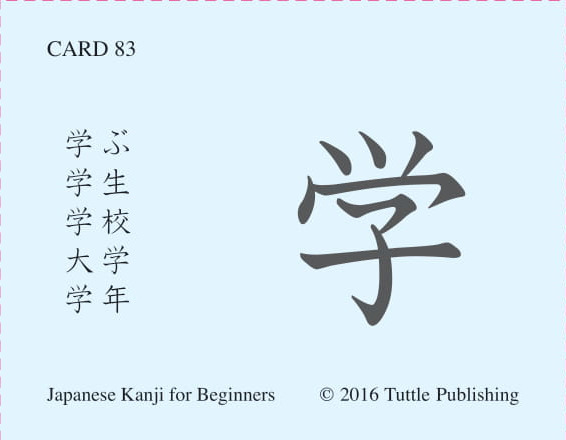 CARD 83
学ぶ
学生
学校
大学
学年
学
Japanese Kanji for Beginners © 2016 Tuttle Publishing